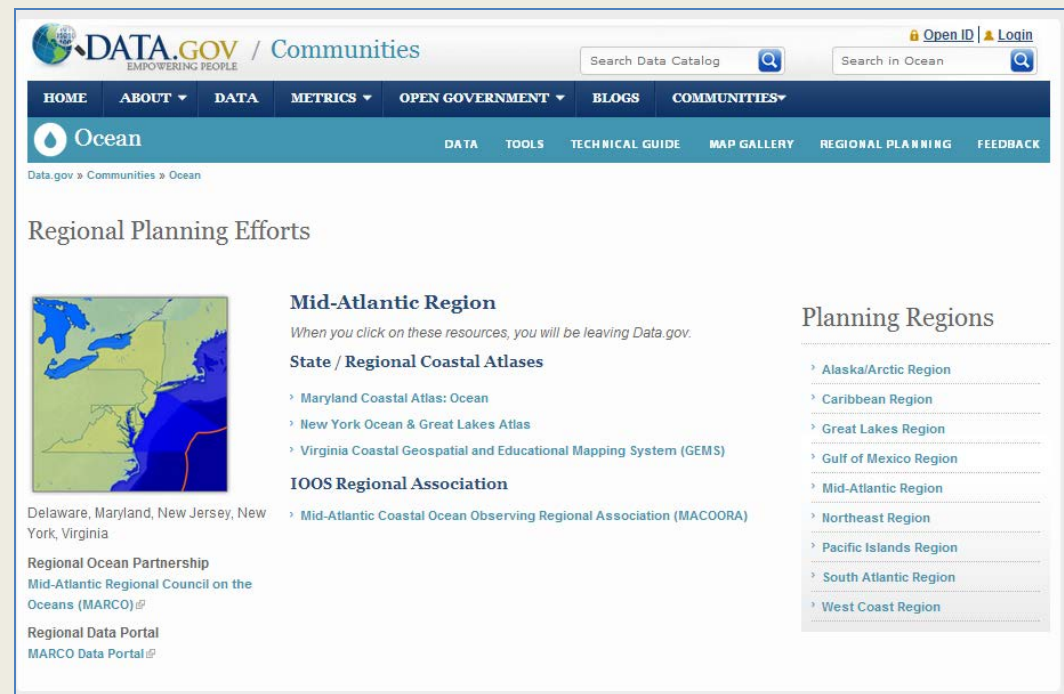 DATA.GOV / Communities
EMPOWERING PEOPLE
Open ID | Login
Search Data Catalog
Search in Ocean
HOME ABOUT DATA METRICS OPEN GOVERNMENT BLOGS COMMUNITIES
Ocean
DATA TOOLS TECHNICAL GUIDE MAP GALLERY REGIONAL PLANNING FEEDBACK
Data.gov » Communities » Ocean
Regional Planning Efforts
Delaware, Maryland, New Jersey, New
York, Virginia
Regional Ocean Partnership
Mid-Atlantic Regional Council on the
Oceans (MARCO)
Regional Data Portal
MARCO Data Portal
Mid-Atlantic Region
When you click on these resources, you will be leaving Data.gov.
State / Regional Coastal Atlases
Maryland Coastal Atlas: Ocean
New York Ocean & Great Lakes Atlas
Virginia Coastal Geospatial and Educational Mapping System (GEMS)
IOOS Regional Association
Mid-Atlantic Coastal Ocean Observing Regional Association (MACOORA)
Planning Regions
Alaska/Arctic Region
Caribbean Region
Great Lakes Region
Gulf of Mexico Region
Mid-Atlantic Region
Northeast Region
Pacific Islands Region
South Atlantic Region
West Coast Region